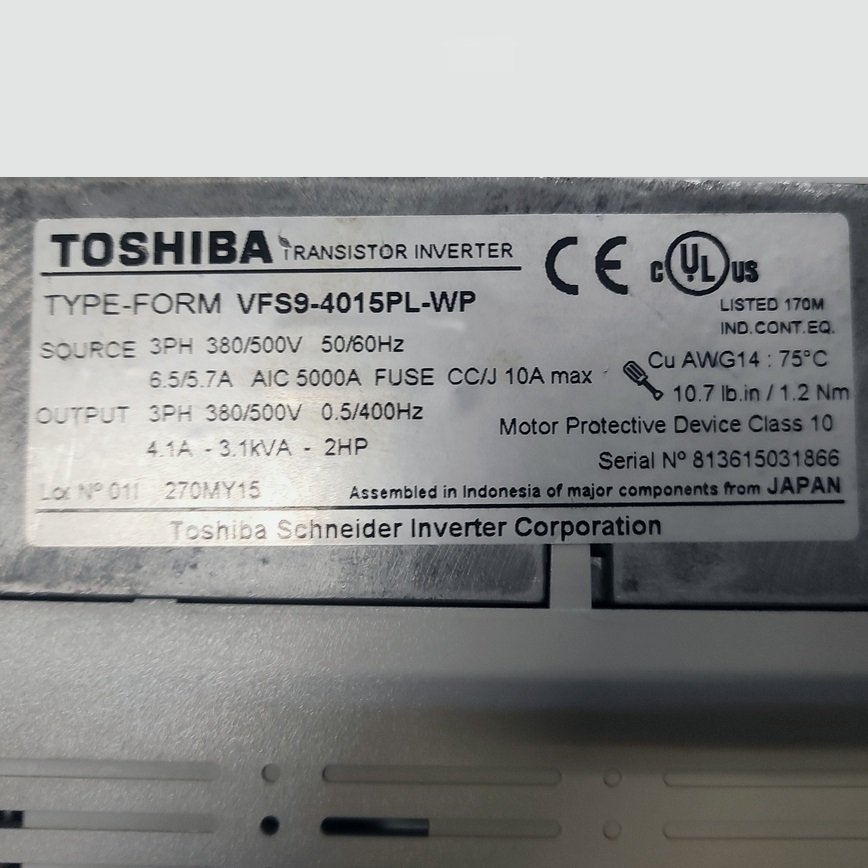 TOSHIBA TRANSISTOR INVERTER
CE
C UL US
LISTED 170M
IND.CONT.EQ.
TYPE-FORM VFS9-4015PL-WP
SOURCE 3PH 380/500V 50/60Hz
6.5/5.7A AIC 5000A FUSE CC/J 10A max
Cu AWG14 : 75°C
10.7 lb.in / 1.2 Nm
OUTPUT 3PH 380/500V 0.5/400Hz
4.1A - 3.1kVA - 2HP
Motor Protective Device Class 10
Serial Nº 813615031866
Nº 270MY15
Assembled in Indonesia of major components from JAPAN
Toshiba Schneider Inverter Corporation